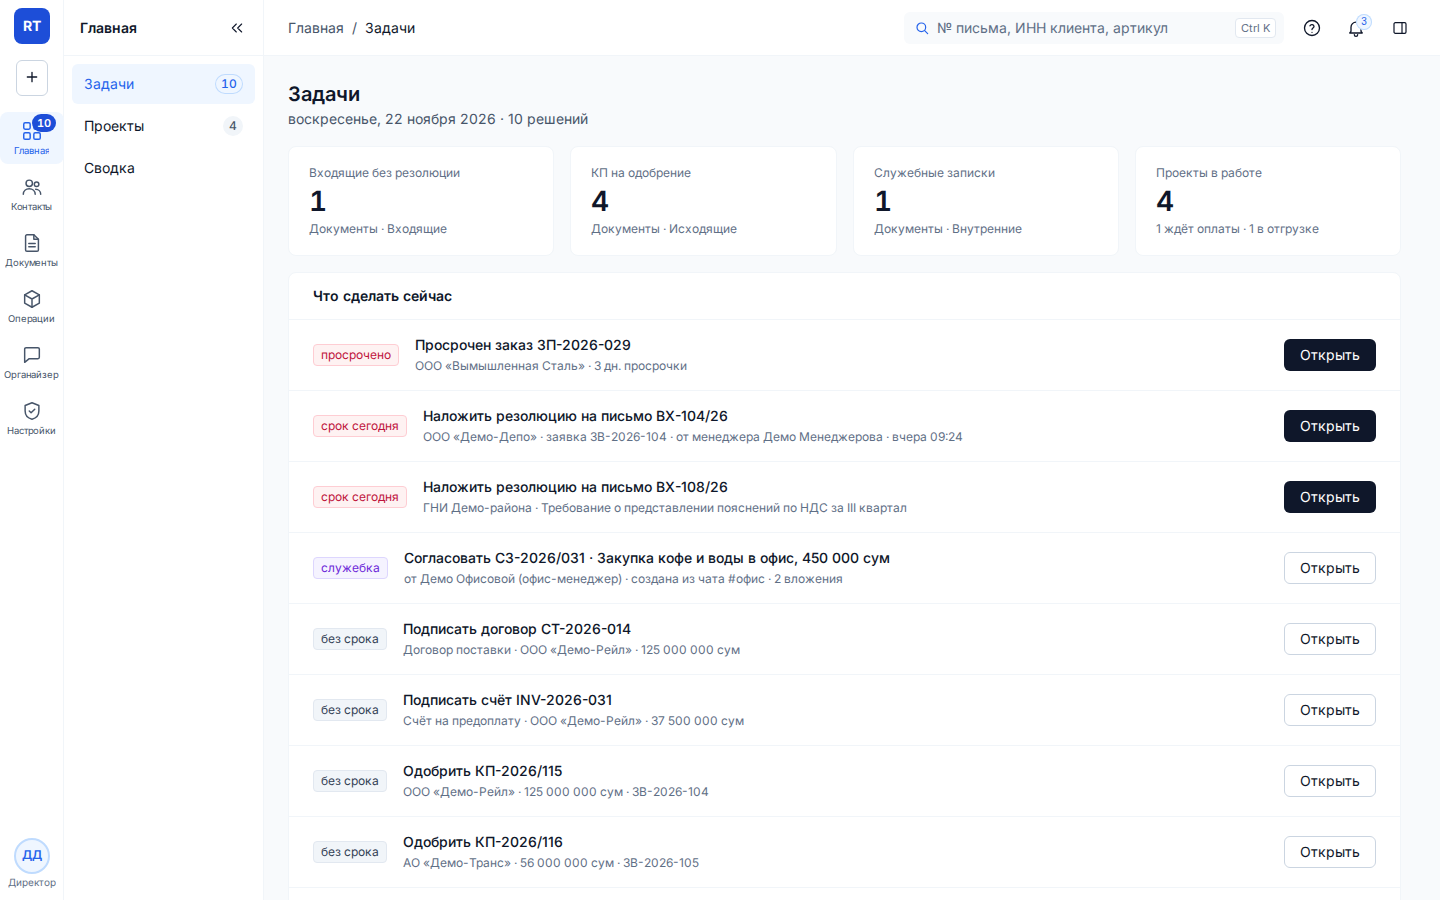 RT
Главная
Главная / Задачи
№ письма, ИНН клиента, артикул
Ctrl K
3
+
10
Главная
Контакты
Документы
Операции
Органайзер
Настройки
ДД
Директор
Задачи 10
Проекты 4
Сводка
Задачи
воскресенье, 22 ноября 2026 · 10 решений
Входящие без резолюции
1
Документы · Входящие
КП на одобрение
4
Документы · Исходящие
Служебные записки
1
Документы · Внутренние
Проекты в работе
4
1 ждёт оплаты · 1 в отгрузке
Что сделать сейчас
просрочено
Просрочен заказ ЗП-2026-029
ООО «Вымышленная Сталь» · 3 дн. просрочки
Открыть
срок сегодня
Наложить резолюцию на письмо ВХ-104/26
ООО «Демо-Депо» · заявка ЗВ-2026-104 · от менеджера Демо Менеджерова · вчера 09:24
Открыть
срок сегодня
Наложить резолюцию на письмо ВХ-108/26
ГНИ Демо-района · Требование о представлении пояснений по НДС за III квартал
Открыть
служебка
Согласовать СЗ-2026/031 · Закупка кофе и воды в офис, 450 000 сум
от Демо Офисовой (офис-менеджер) · создана из чата #офис · 2 вложения
Открыть
без срока
Подписать договор СТ-2026-014
Договор поставки · ООО «Демо-Рейл» · 125 000 000 сум
Открыть
без срока
Подписать счёт INV-2026-031
Счёт на предоплату · ООО «Демо-Рейл» · 37 500 000 сум
Открыть
без срока
Одобрить КП-2026/115
ООО «Демо-Рейл» · 125 000 000 сум · ЗВ-2026-104
Открыть
без срока
Одобрить КП-2026/116
АО «Демо-Транс» · 56 000 000 сум · ЗВ-2026-105
Открыть